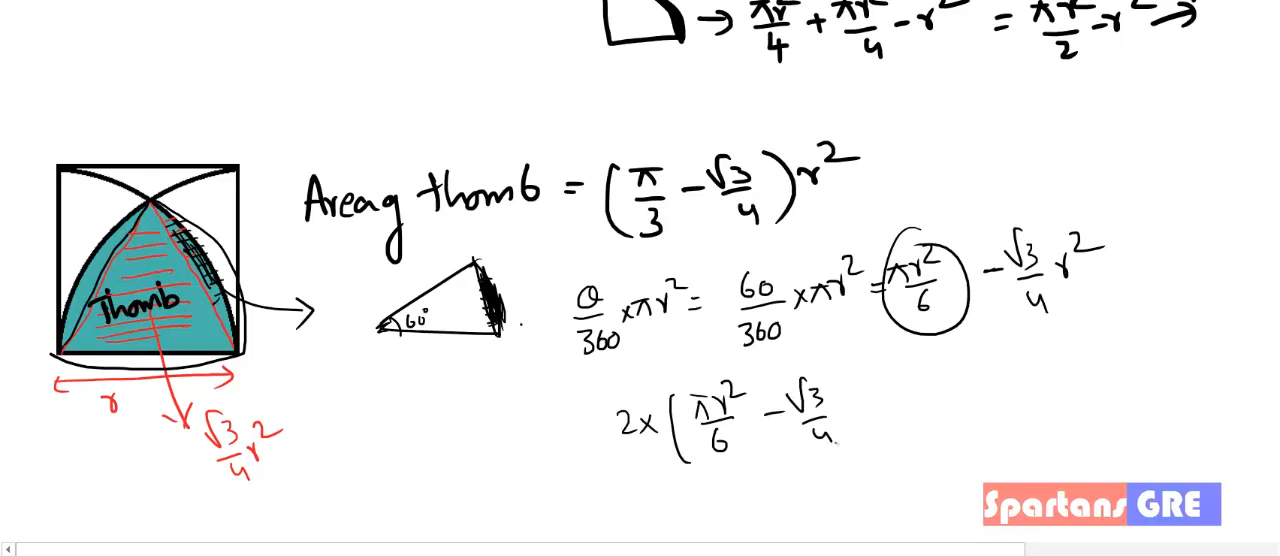 → πr²/4 + πr²/4 - r² = πr²/2 - r² →
Area of thomb = (π/3 - √3/4) r²
Thomb
60°
θ/360 × πr² = 60/360 × πr² = πr²/6 - √3/4 r²
r
√3/4 r²
2 × (πr²/6 - √3/4
Spartans GRE